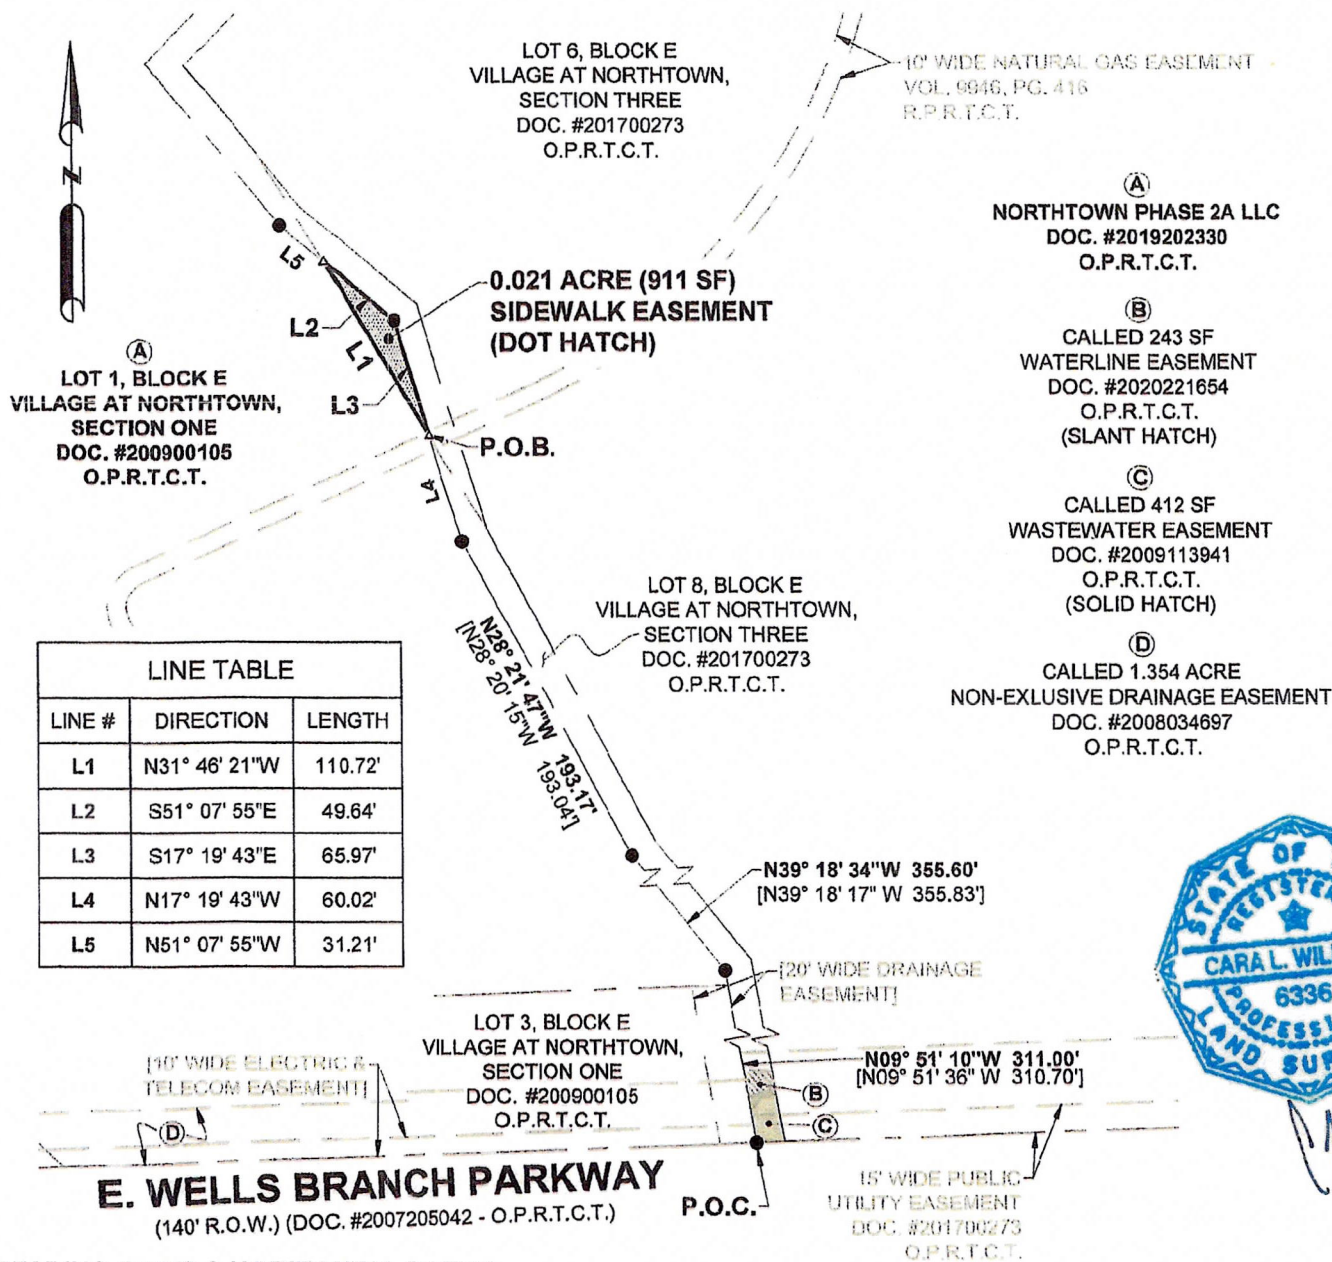 LOT 6, BLOCK E
VILLAGE AT NORTHTOWN,
SECTION THREE
DOC. #201700273
O.P.R.T.C.T.
10' WIDE NATURAL GAS EASEMENT
VOL. 9946, PG. 416
R.P.R.T.C.T.
N
Ⓐ
NORTHTOWN PHASE 2A LLC
DOC. #2019202330
O.P.R.T.C.T.
Ⓑ
CALLED 243 SF
WATERLINE EASEMENT
DOC. #2020221654
O.P.R.T.C.T.
(SLANT HATCH)
Ⓒ
CALLED 412 SF
WASTEWATER EASEMENT
DOC. #2009113941
O.P.R.T.C.T.
(SOLID HATCH)
Ⓓ
CALLED 1.354 ACRE
NON-EXLUSIVE DRAINAGE EASEMENT
DOC. #2008034697
O.P.R.T.C.T.
L5
0.021 ACRE (911 SF)
SIDEWALK EASEMENT
(DOT HATCH)
L2
L1
L3
P.O.B.
L4
Ⓐ
LOT 1, BLOCK E
VILLAGE AT NORTHTOWN,
SECTION ONE
DOC. #200900105
O.P.R.T.C.T.
LOT 8, BLOCK E
VILLAGE AT NORTHTOWN,
SECTION THREE
DOC. #201700273
O.P.R.T.C.T.
N28° 21' 47"W 193.17'
[N28° 20' 15"W 193.04']
LINE TABLE
LINE # DIRECTION LENGTH
L1 N31° 46' 21"W 110.72'
L2 S51° 07' 55"E 49.64'
L3 S17° 19' 43"E 65.97'
L4 N17° 19' 43"W 60.02'
L5 N51° 07' 55"W 31.21'
N39° 18' 34"W 355.60'
[N39° 18' 17" W 355.83']
[20' WIDE DRAINAGE
EASEMENT]
STATE OF
REGISTE
CARA L. WIL
6336
PROFESSI
LAND SUR
LOT 3, BLOCK E
VILLAGE AT NORTHTOWN,
SECTION ONE
DOC. #200900105
O.P.R.T.C.T.
[10' WIDE ELECTRIC &
TELECOM EASEMENT]
Ⓓ
N09° 51' 10"W 311.00'
[N09° 51' 36" W 310.70']
Ⓑ
Ⓒ
E. WELLS BRANCH PARKWAY
(140' R.O.W.) (DOC. #2007205042 - O.P.R.T.C.T.)
P.O.C.
15' WIDE PUBLIC
UTILITY EASEMENT
DOC. #201700273
O.P.R.T.C.T.